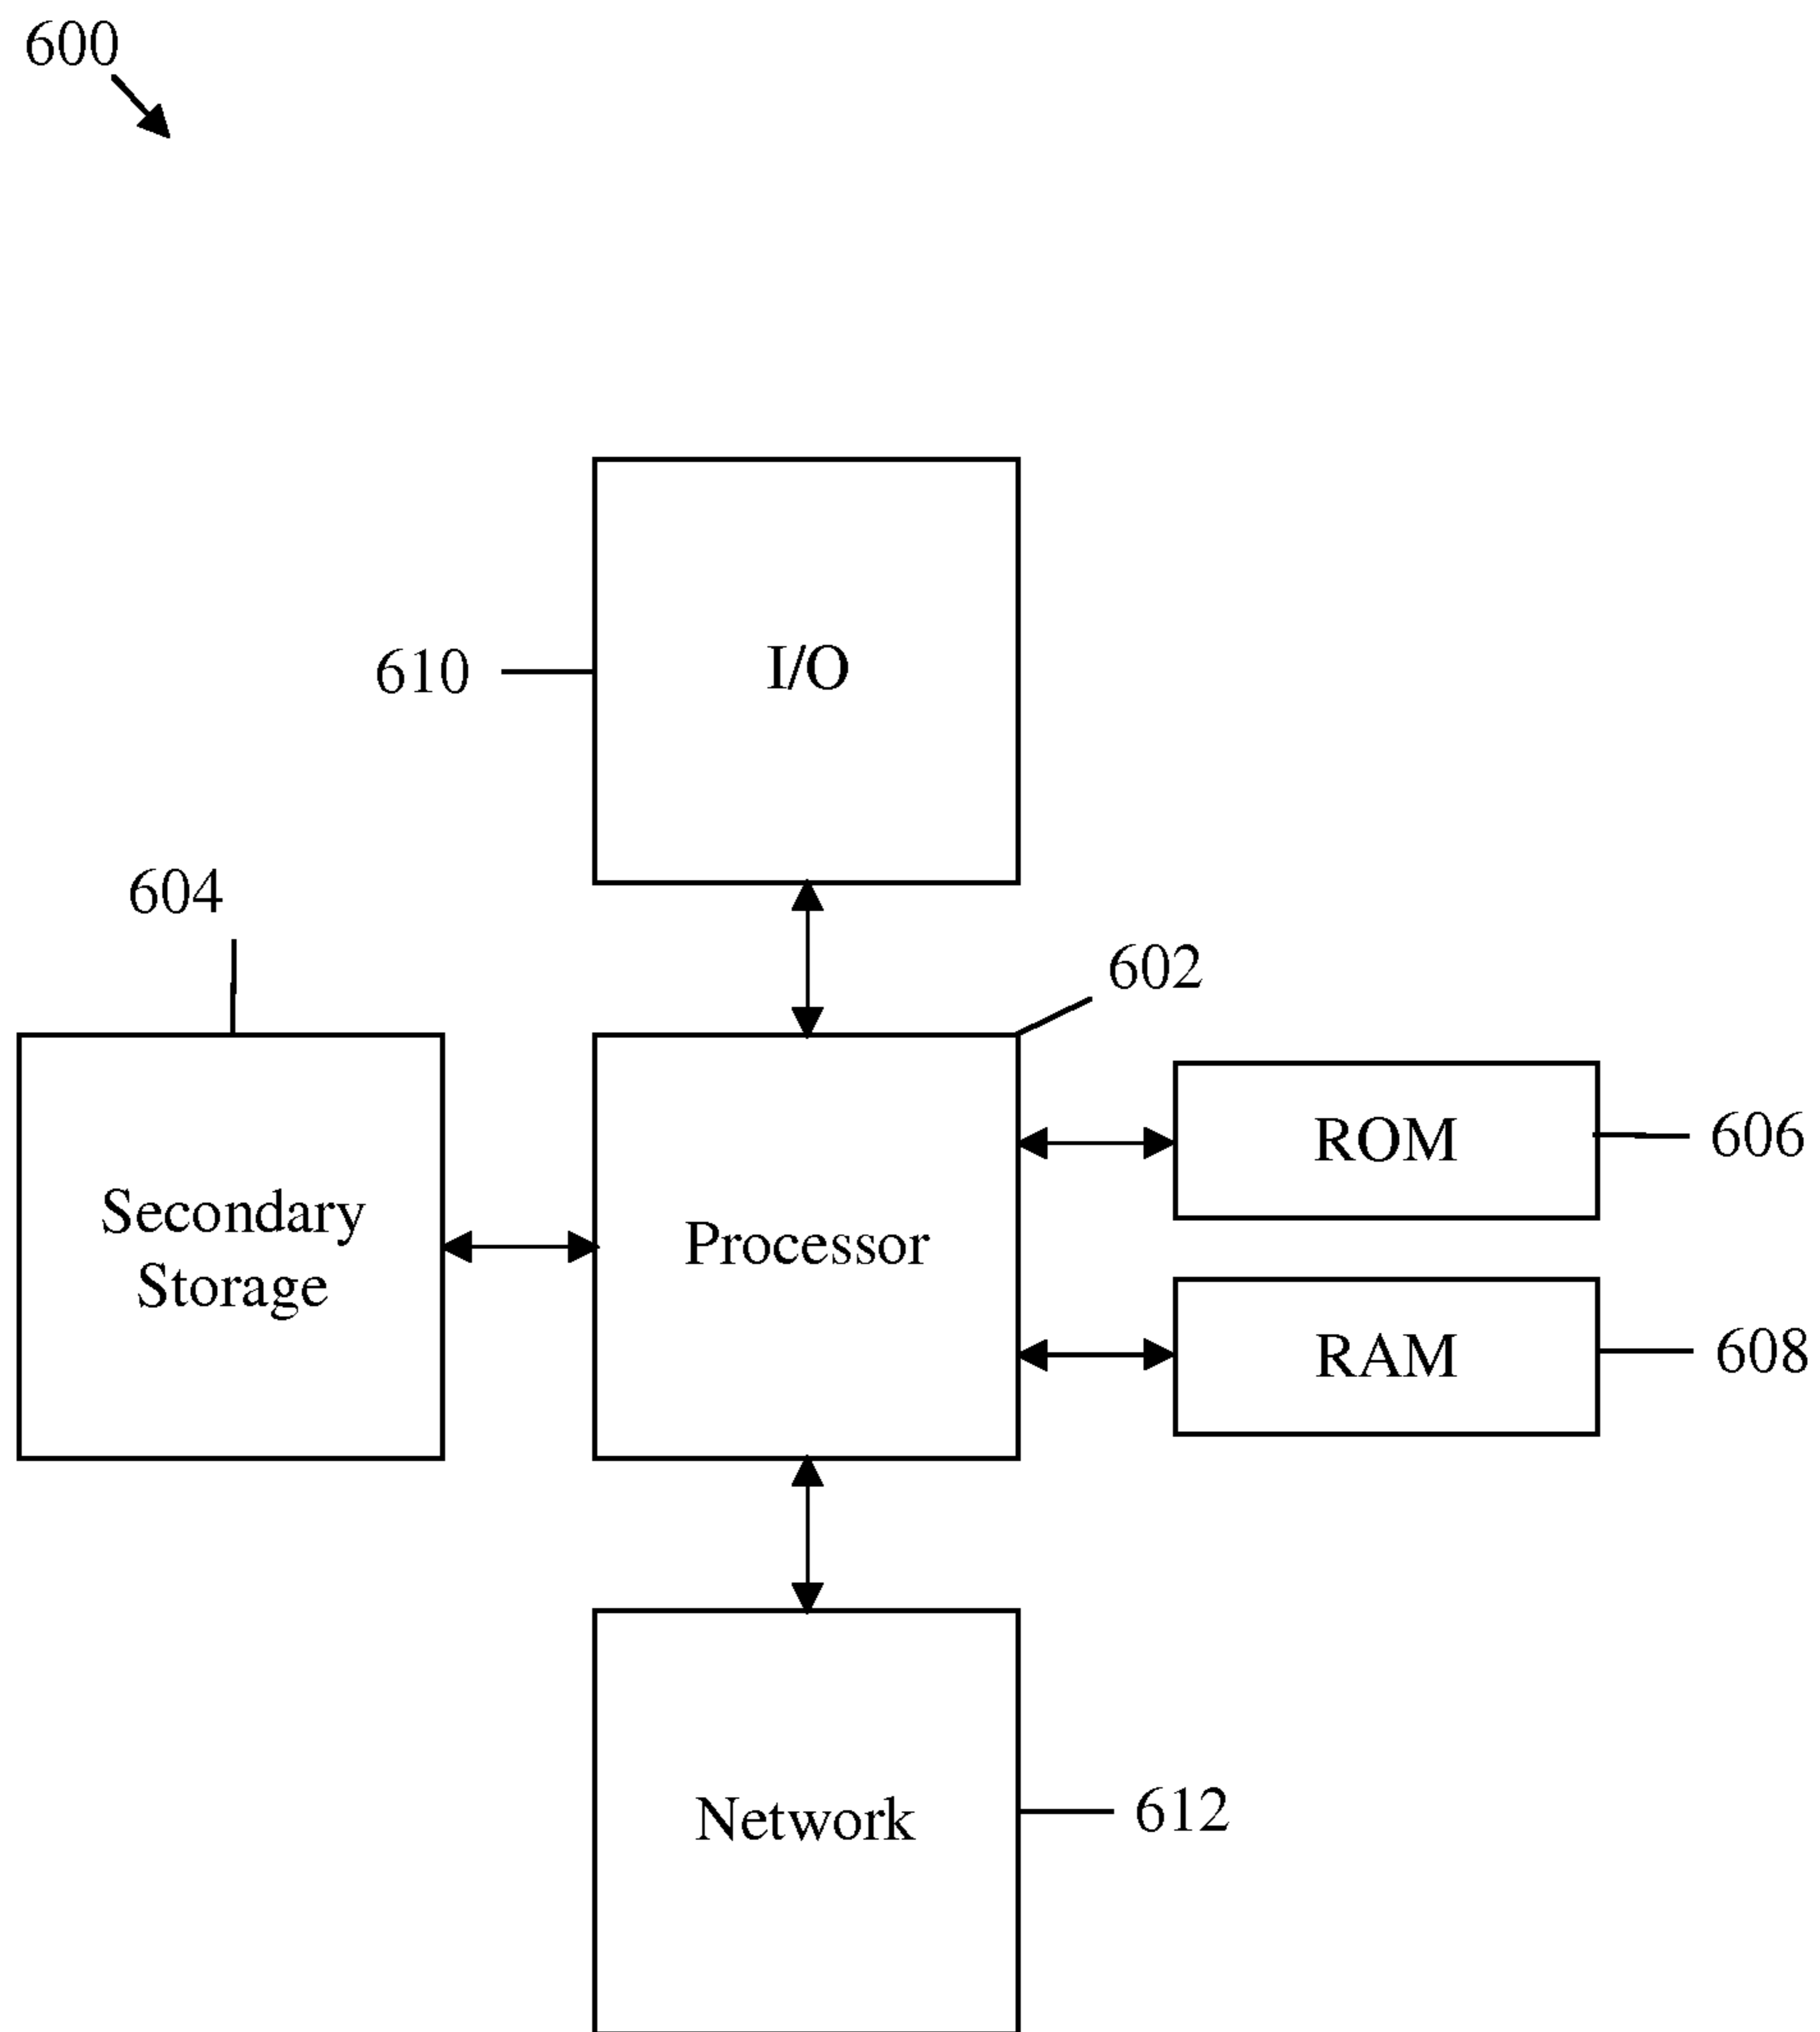 600
I/O
610
604
602
Secondary
Storage
Processor
ROM
606
RAM
608
Network
612